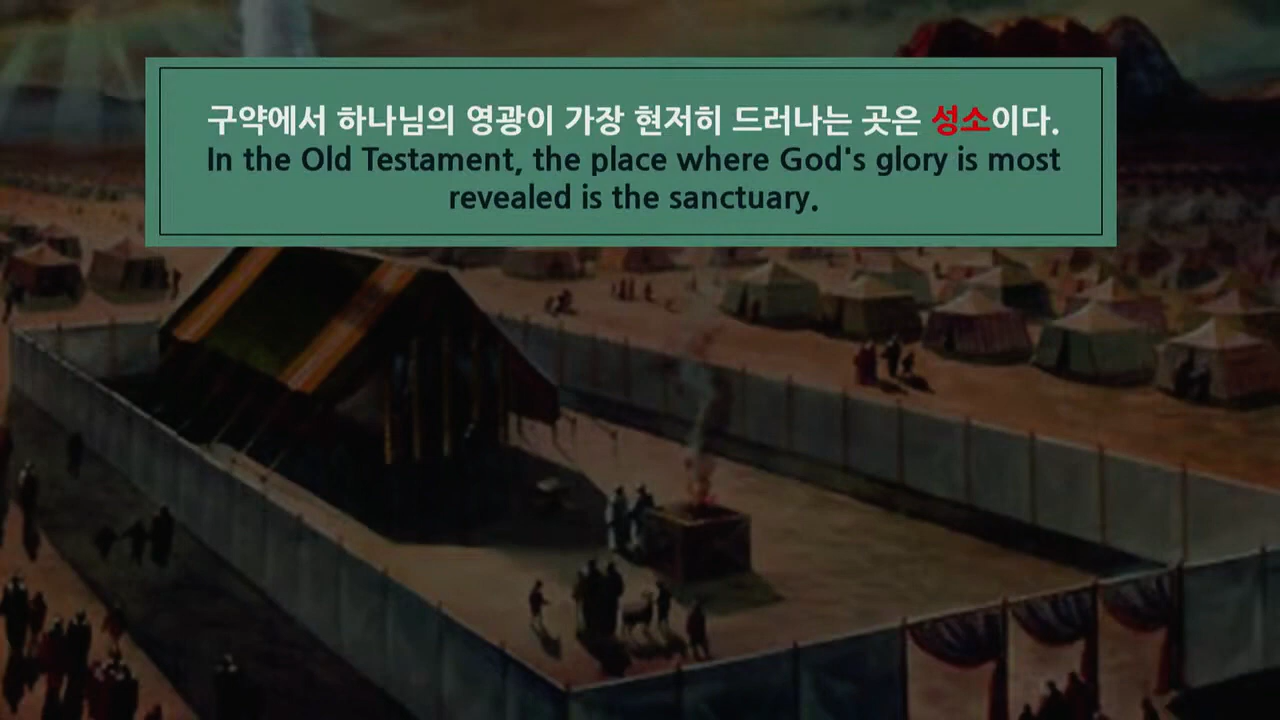 구약에서 하나님의 영광이 가장 현저히 드러나는 곳은 성소이다.
In the Old Testament, the place where God's glory is most
revealed is the sanctuary.